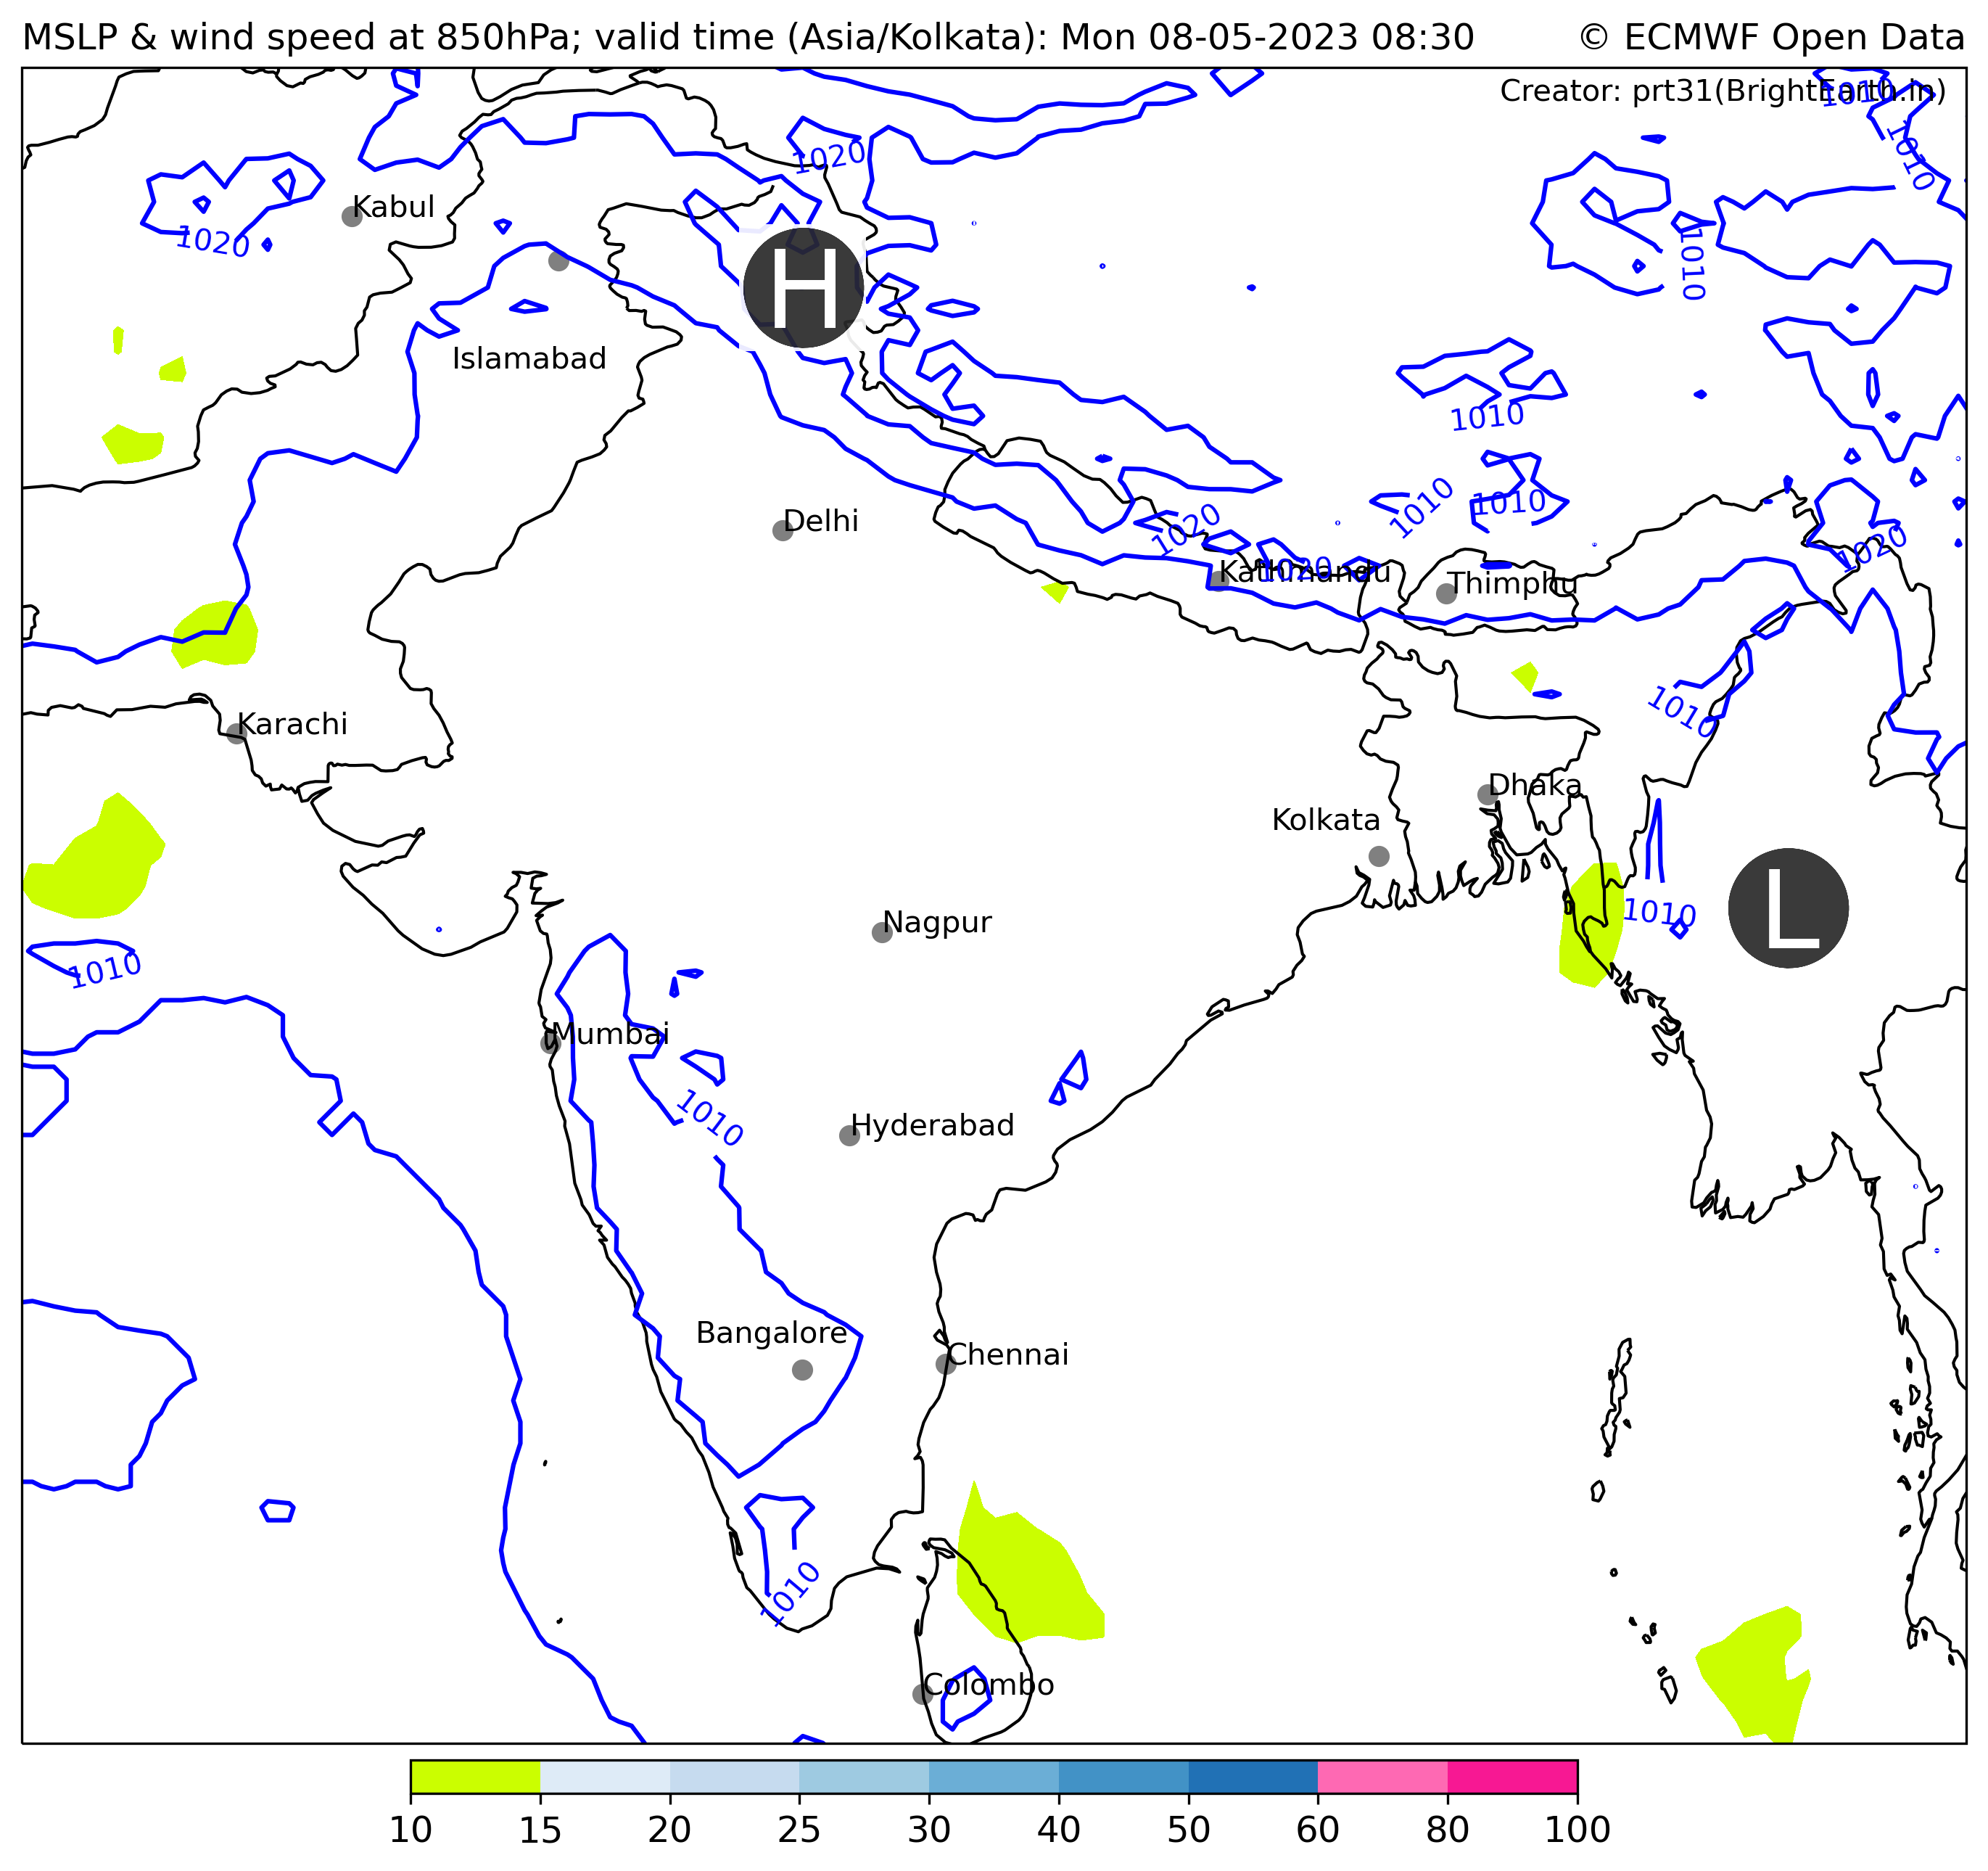 MSLP & wind speed at 850hPa; valid time (Asia/Kolkata): Mon 08-05-2023 08:30
© ECMWF Open Data
Creator: prt31(BrightEarth.in)
1010
1010
1020
Kabul
1020
1010
H
Islamabad
1010
1010
1010
Delhi
1020
1020
Kathmandu
1020
Thimphu
1010
Karachi
Dhaka
Kolkata
1010
L
Nagpur
1010
Mumbai
1010
Hyderabad
Bangalore
Chennai
1010
Colombo
10 15 20 25 30 40 50 60 80 100